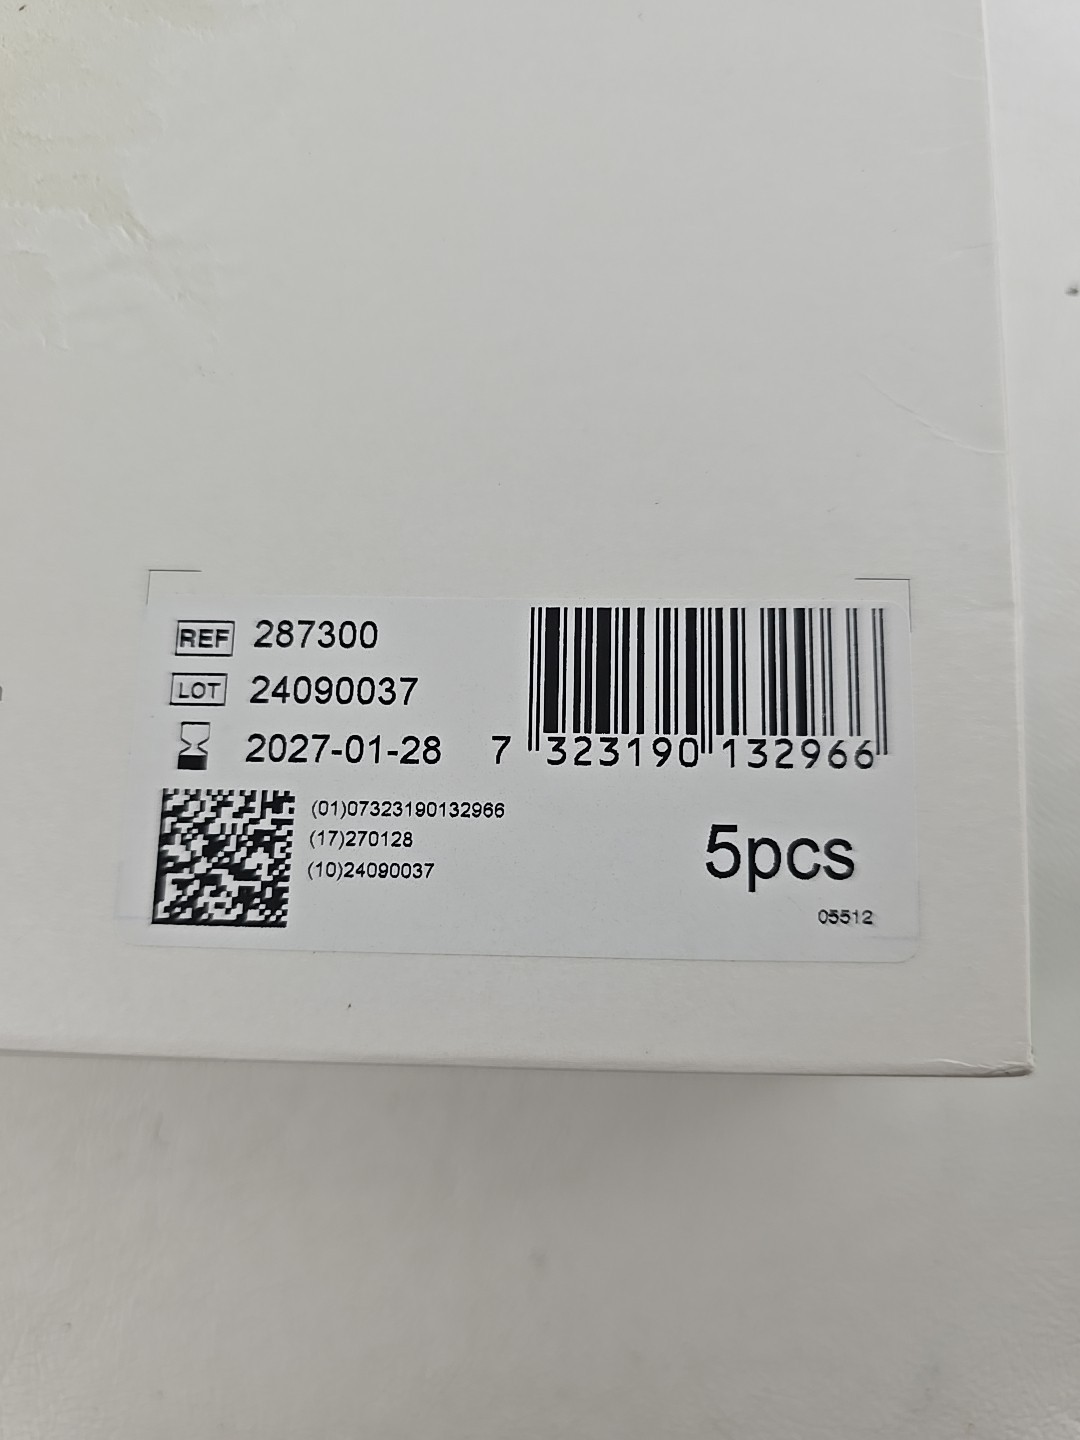 REF 287300
LOT 24090037
2027-01-28
7 323190 132966
(01)07323190132966
(17)270128
(10)24090037
5pcs
05512